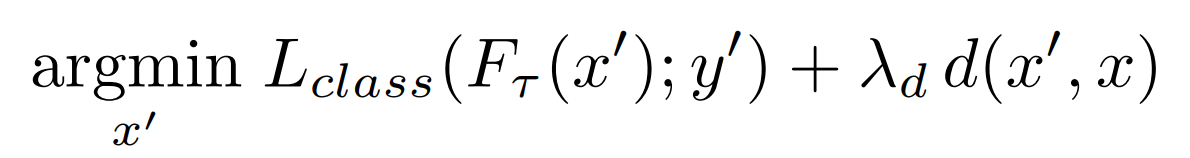 argmin L_{class}(F_τ(x′); y′) + λ_d d(x′, x)
x′